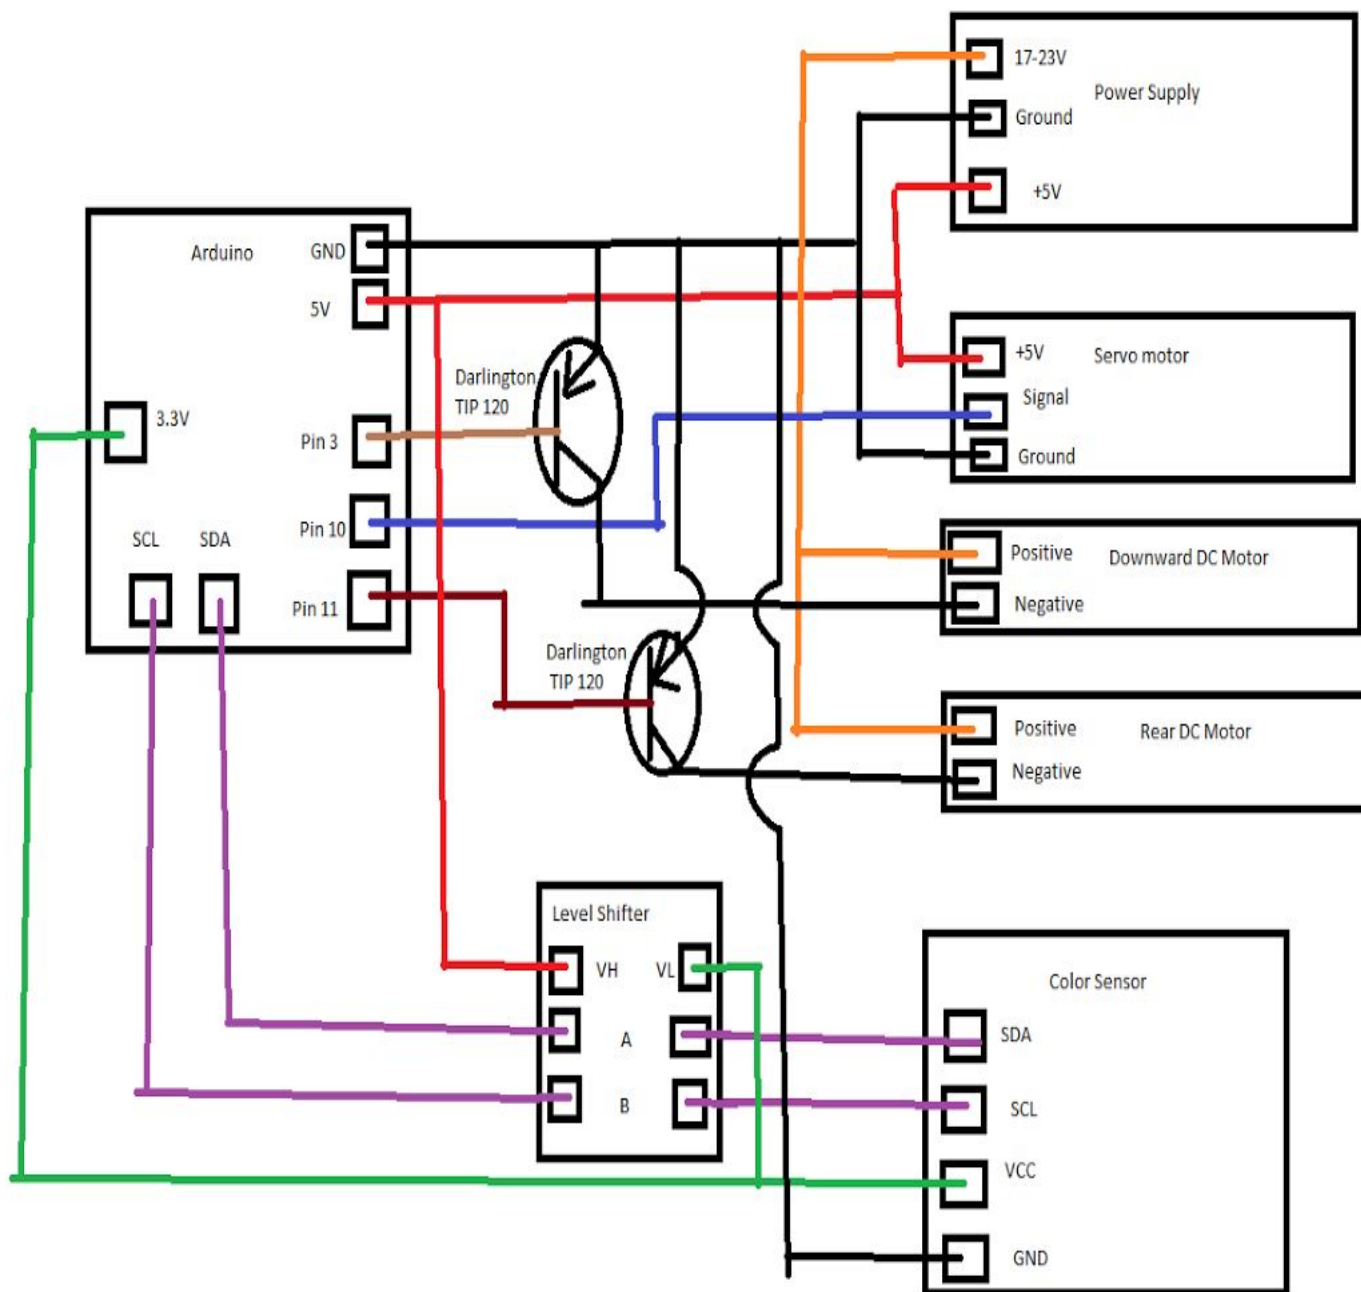 17-23V
Power Supply
Ground
+5V
Arduino
GND
5V
3.3V
Pin 3
Pin 10
SCL
SDA
Pin 11
Darlington
TIP 120
+5V
Servo motor
Signal
Ground
Positive
Downward DC Motor
Negative
Darlington
TIP 120
Positive
Rear DC Motor
Negative
Level Shifter
VH
VL
A
B
Color Sensor
SDA
SCL
VCC
GND